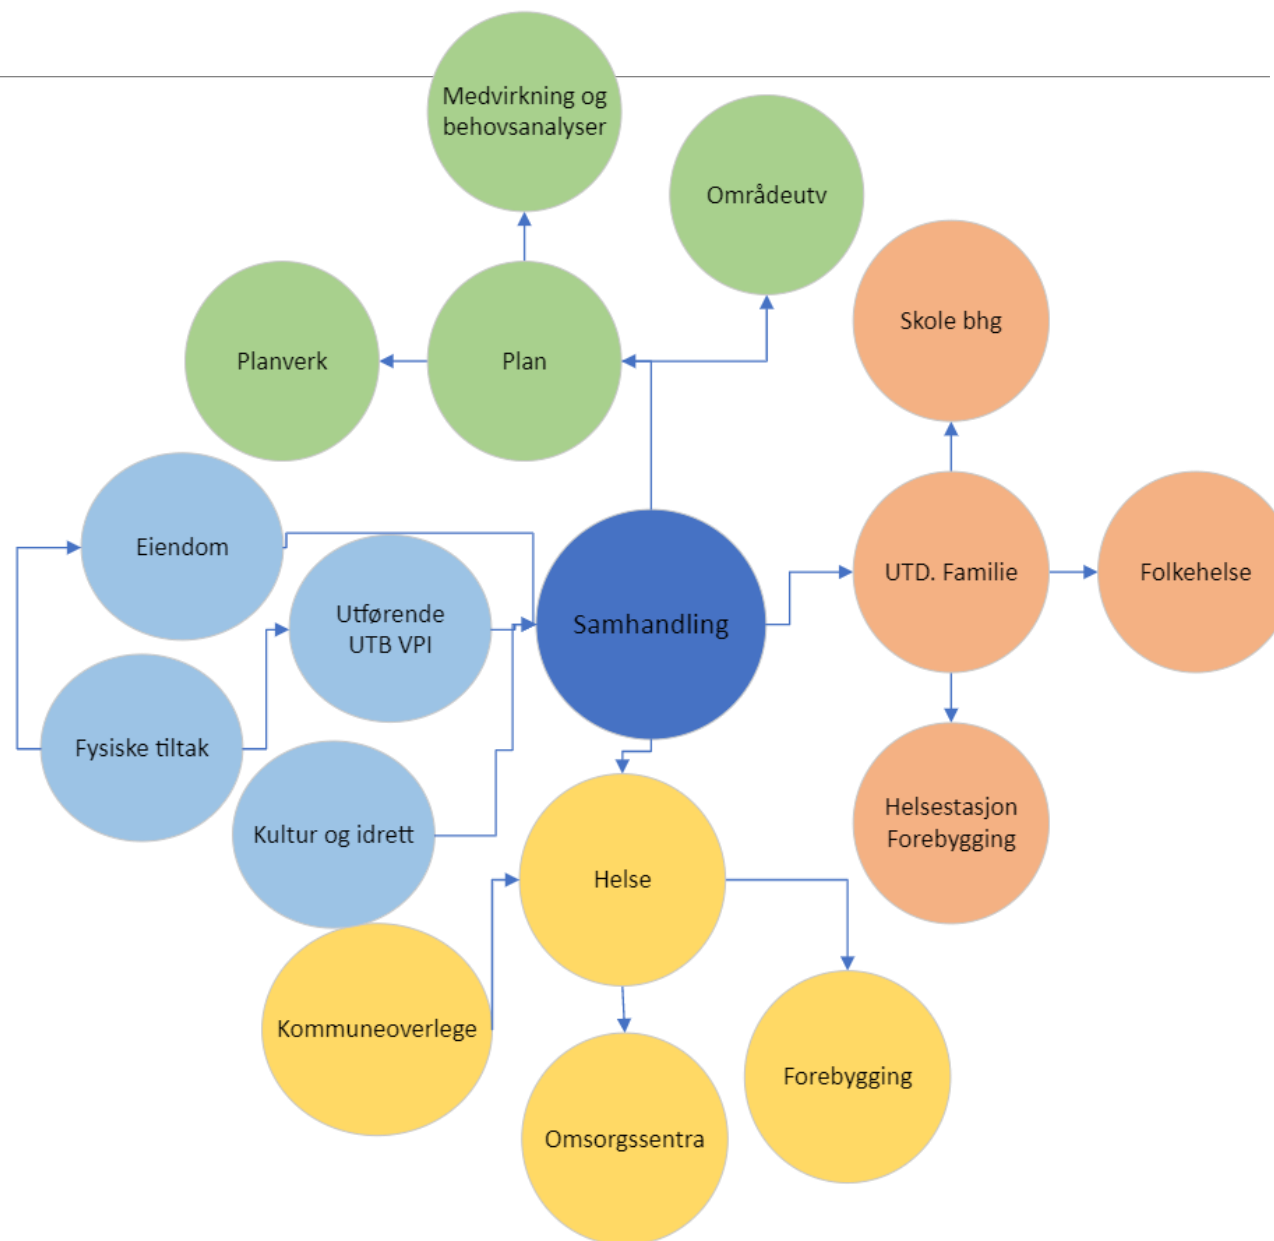 Medvirkning og
behovsanalyser
Områdeutv
Skole bhg
Planverk
Plan
Eiendom
Utførende
UTB VPI
Samhandling
UTD. Familie
Folkehelse
Fysiske tiltak
Kultur og idrett
Helse
Helsestasjon
Forebygging
Kommuneoverlege
Omsorgssentra
Forebygging